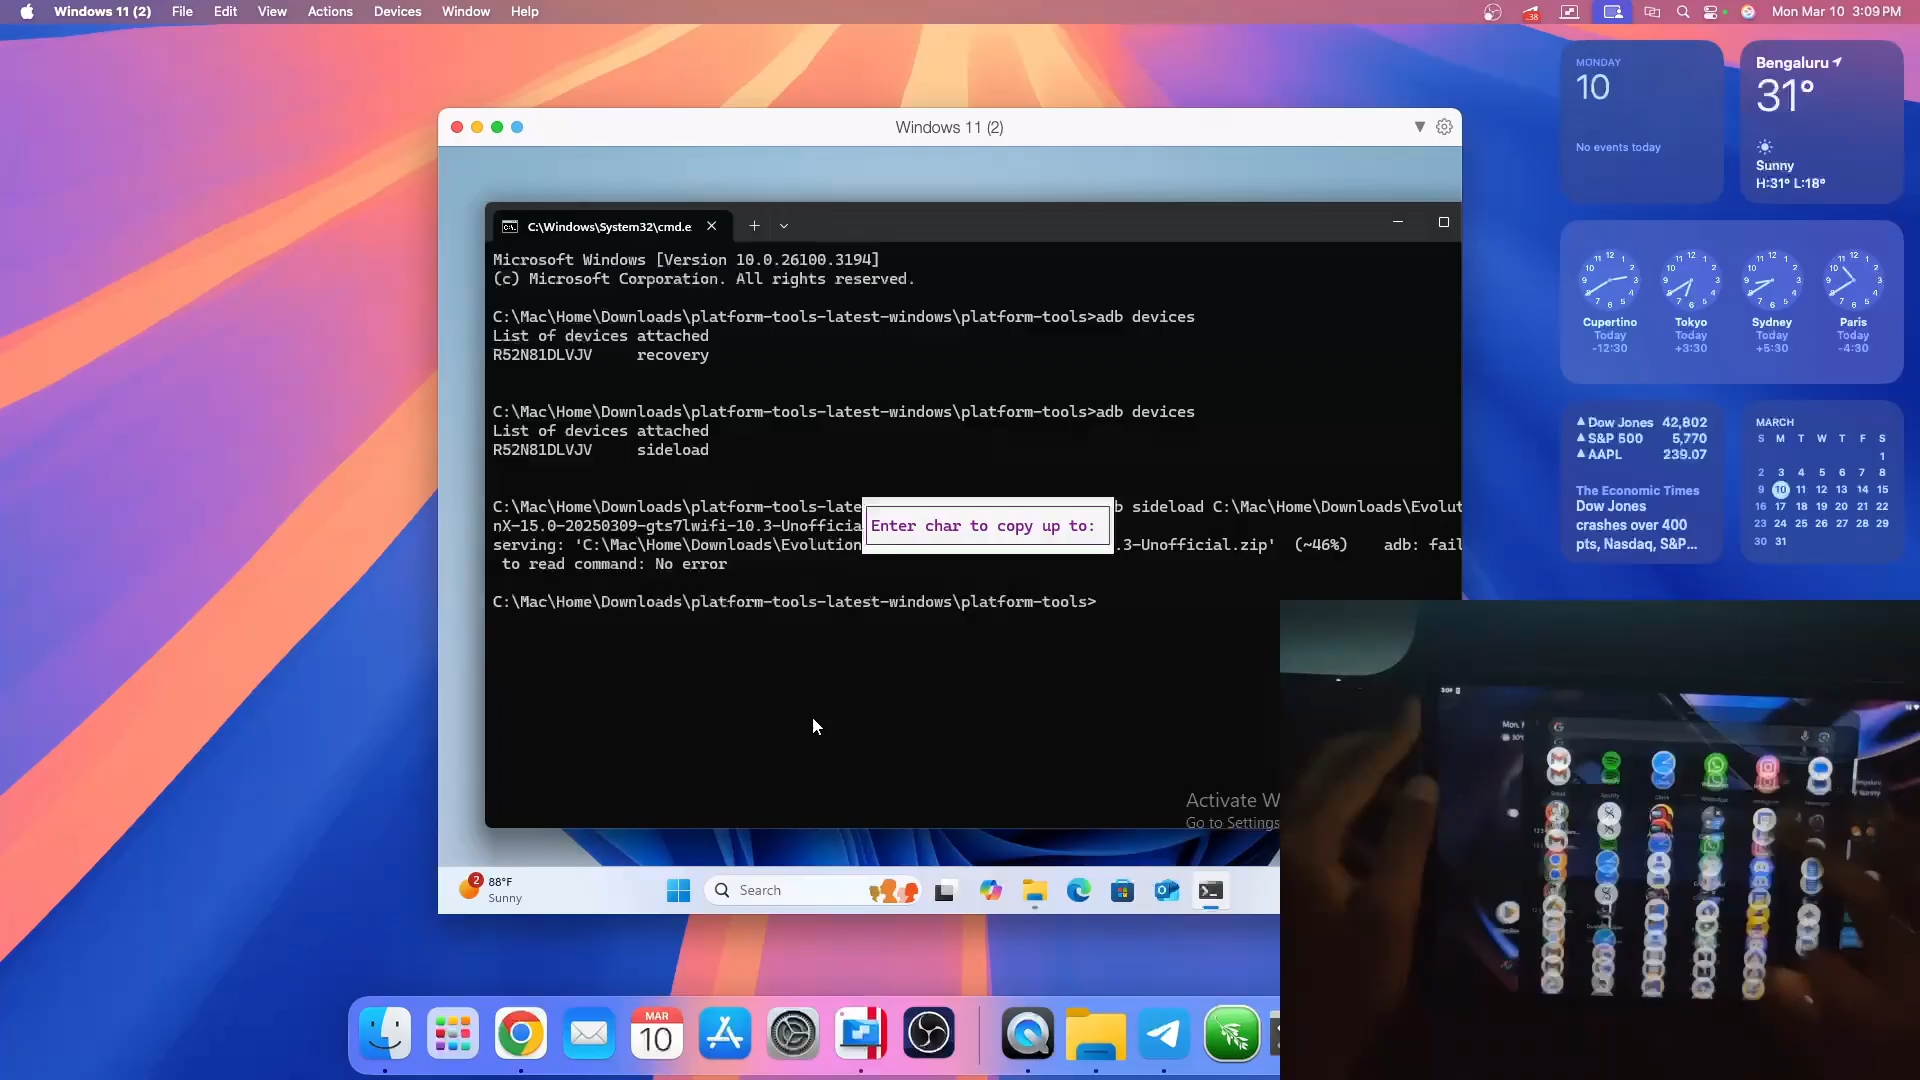 Windows 11 (2) File Edit View Actions Devices Window Help
.38
Mon Mar 10 3:09 PM
Windows 11 (2)
C:\Windows\System32\cmd.e
Microsoft Windows [Version 10.0.26100.3194]
(c) Microsoft Corporation. All rights reserved.
C:\Mac\Home\Downloads\platform-tools-latest-windows\platform-tools>adb devices
List of devices attached
R52N81DLVJV recovery
C:\Mac\Home\Downloads\platform-tools-latest-windows\platform-tools>adb devices
List of devices attached
R52N81DLVJV sideload
C:\Mac\Home\Downloads\platform-tools-late b sideload C:\Mac\Home\Downloads\Evolut
nX-15.0-20250309-gts7lwifi-10.3-Unofficia
Enter char to copy up to:
serving: 'C:\Mac\Home\Downloads\Evolution .3-Unofficial.zip' (~46%) adb: fail
to read command: No error
C:\Mac\Home\Downloads\platform-tools-latest-windows\platform-tools>
Activate W
Go to Settings
2
88°F
Sunny
Search
MONDAY
10
No events today
Bengaluru
31°
Sunny
H:31° L:18°
Cupertino Tokyo Sydney Paris
Today Today Today Today
-12:30 +3:30 +5:30 -4:30
Dow Jones 42,802
S&P 500 5,770
AAPL 239.07
The Economic Times
Dow Jones
crashes over 400
pts, Nasdaq, S&P...
MARCH
S M T W T F S
1
2 3 4 5 6 7 8
9 10 11 12 13 14 15
16 17 18 19 20 21 22
23 24 25 26 27 28 29
30 31
MAR
10
3:09